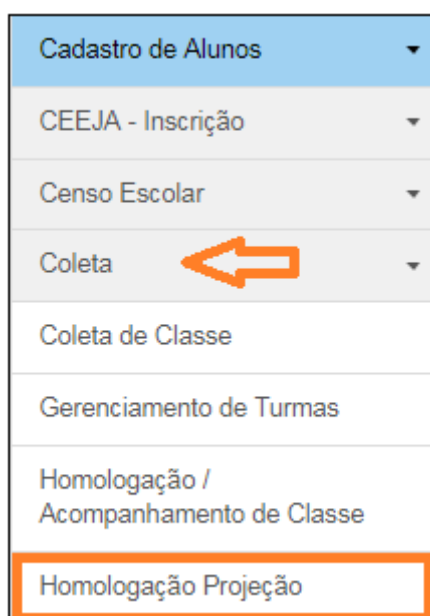 Cadastro de Alunos
CEEJA - Inscrição
Censo Escolar
Coleta
Coleta de Classe
Gerenciamento de Turmas
Homologação /
Acompanhamento de Classe
Homologação Projeção